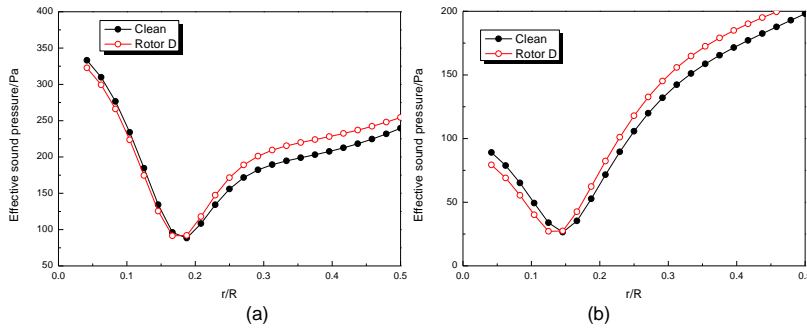 400
350
300
250
200
150
100
50
Effective sound pressure/Pa
Clean
Rotor D
0.0 0.1 0.2 0.3 0.4 0.5
r/R
(a)
200
150
100
50
0
Effective sound pressure/Pa
Clean
Rotor D
0.0 0.1 0.2 0.3 0.4 0.5
r/R
(b)